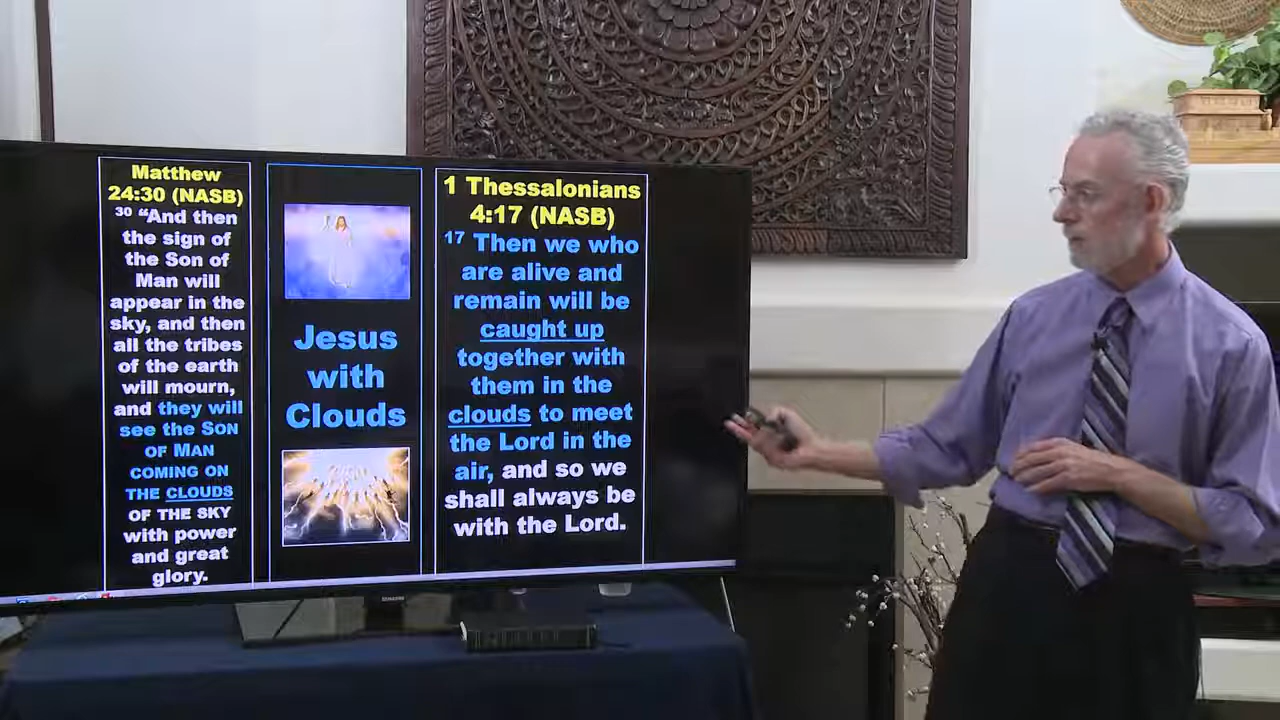 Matthew
24:30 (NASB)
30 “And then
the sign of
the Son of
Man will
appear in the
sky, and then
all the tribes
of the earth
will mourn,
and they will
see the SON
OF MAN
COMING ON
THE CLOUDS
OF THE SKY
with power
and great
glory.
Jesus
with
Clouds
1 Thessalonians
4:17 (NASB)
17 Then we who
are alive and
remain will be
caught up
together with
them in the
clouds to meet
the Lord in the
air, and so we
shall always be
with the Lord.
SAMSUNG